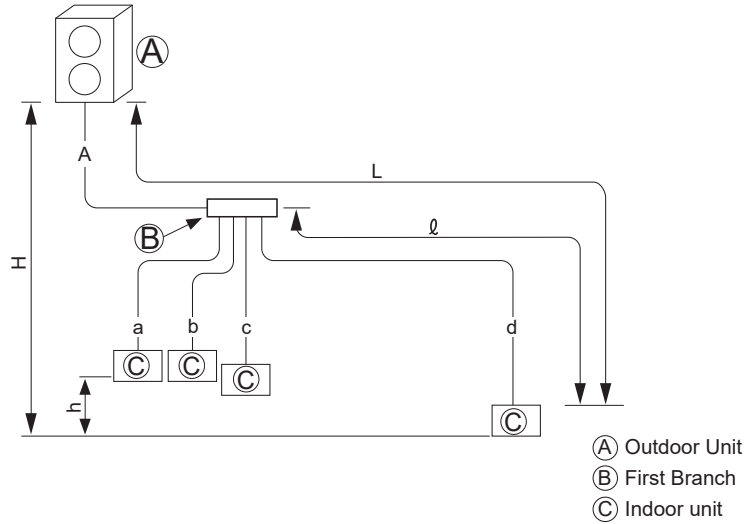 Ⓐ
A
L
Ⓑ
ℓ
H
a b c d
Ⓒ Ⓒ Ⓒ
h
Ⓒ
Ⓐ Outdoor Unit
Ⓑ First Branch
Ⓒ Indoor unit